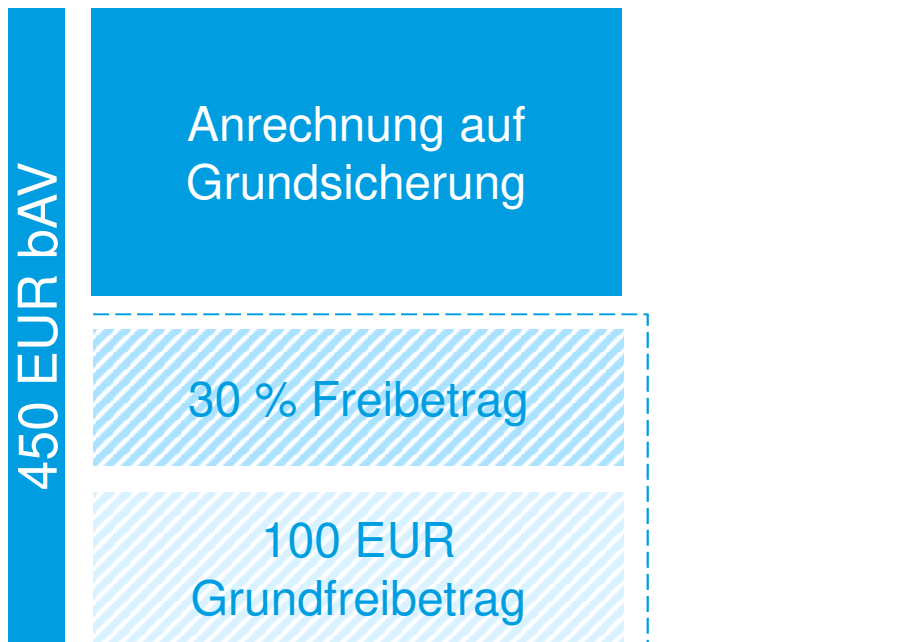 450 EUR bAV
Anrechnung auf
Grundsicherung
30 % Freibetrag
100 EUR
Grundfreibetrag